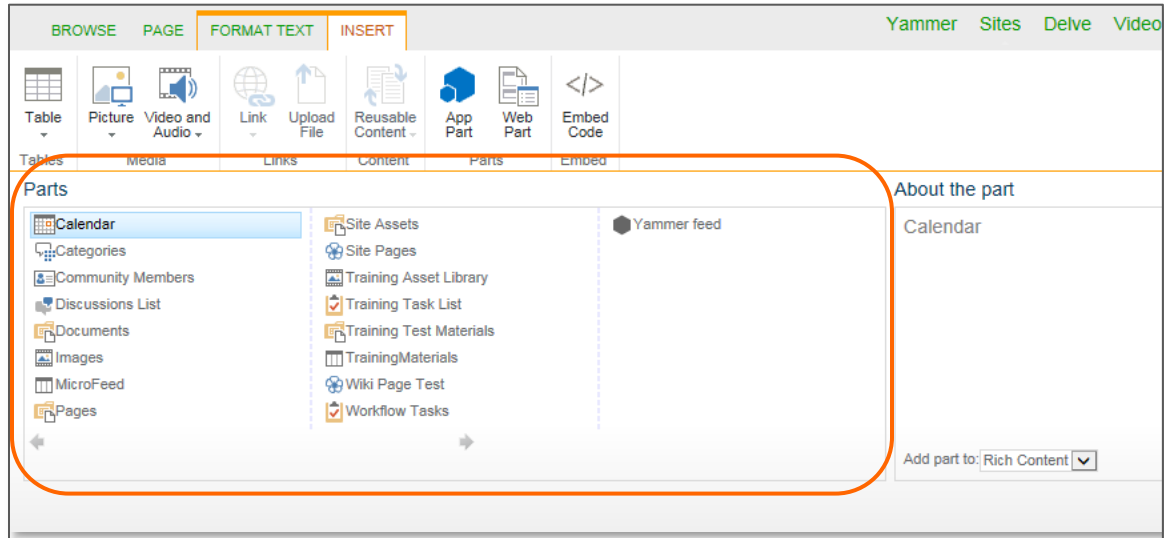 BROWSE PAGE FORMAT TEXT INSERT Yammer Sites Delve Video
Table Picture Video and Audio Link Upload File Reusable Content App Part Web Part Embed Code
Tables Media Links Content Parts Embed
Parts
Calendar
Categories
Community Members
Discussions List
Documents
Images
MicroFeed
Pages
Site Assets
Site Pages
Training Asset Library
Training Task List
Training Test Materials
TrainingMaterials
Wiki Page Test
Workflow Tasks
Yammer feed
About the part
Calendar
Add part to: Rich Content